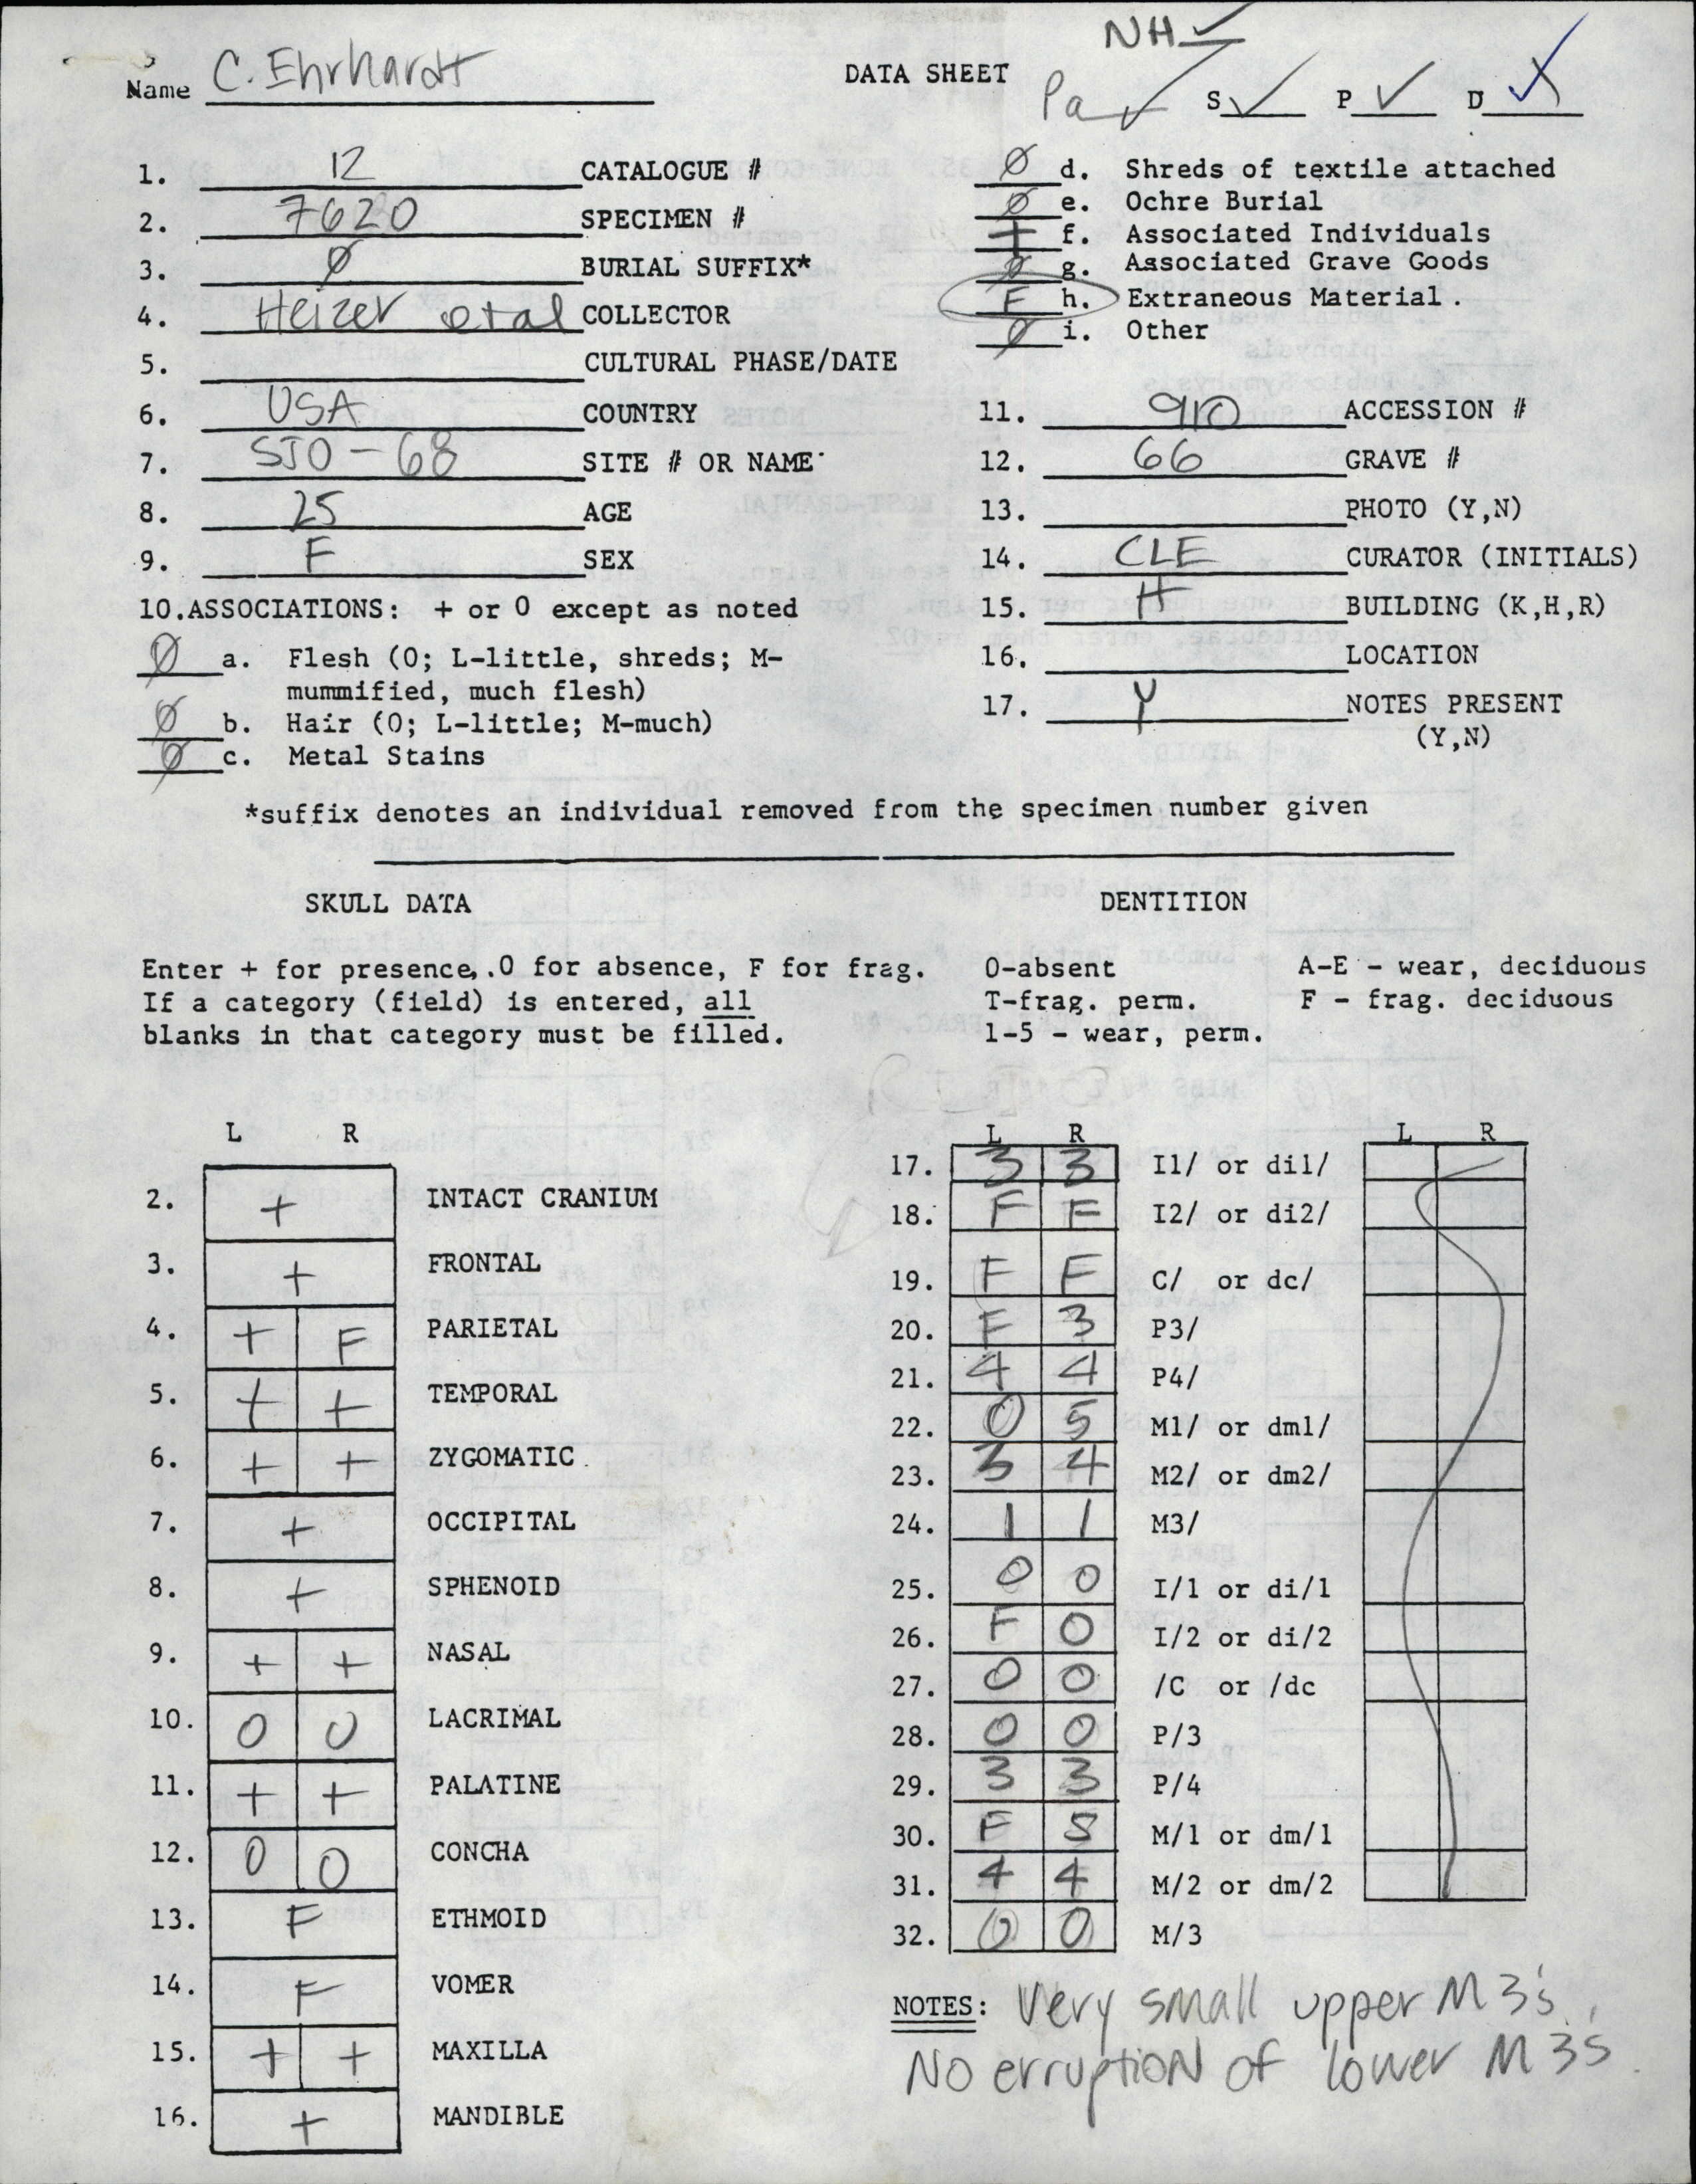 NH ✓
Name C. Ehrhardt DATA SHEET Pa ✓ S ✓ P ✓ D ✓
1. 12 CATALOGUE #
2. 7620 SPECIMEN #
3. Ø BURIAL SUFFIX*
4. Heizer et al COLLECTOR
5. CULTURAL PHASE/DATE
6. USA COUNTRY
7. SJO-68 SITE # OR NAME
8. 25 AGE
9. F SEX
10.ASSOCIATIONS: + or 0 except as noted
Ø a. Flesh (0; L-little, shreds; M-
mummified, much flesh)
Ø b. Hair (0; L-little; M-much)
Ø c. Metal Stains
Ø d. Shreds of textile attached
Ø e. Ochre Burial
+ f. Associated Individuals
Ø g. Associated Grave Goods
F h. Extraneous Material.
Ø i. Other
11. 910 ACCESSION #
12. 66 GRAVE #
13. PHOTO (Y,N)
14. CLE CURATOR (INITIALS)
15. H BUILDING (K,H,R)
16. LOCATION
17. Y NOTES PRESENT
(Y,N)
*suffix denotes an individual removed from the specimen number given
SKULL DATA
Enter + for presence, 0 for absence, F for frag.
If a category (field) is entered, all
blanks in that category must be filled.
L R
2. + INTACT CRANIUM
3. + FRONTAL
4. + F PARIETAL
5. + + TEMPORAL
6. + + ZYGOMATIC
7. + OCCIPITAL
8. + SPHENOID
9. + + NASAL
10. 0 0 LACRIMAL
11. + + PALATINE
12. 0 0 CONCHA
13. F ETHMOID
14. F VOMER
15. + + MAXILLA
16. + MANDIBLE
DENTITION
0-absent A-E - wear, deciduous
T-frag. perm. F - frag. deciduous
1-5 - wear, perm.
L R L R
17. 3 3 I1/ or di1/
18. F F I2/ or di2/
19. F F C/ or dc/
20. F 3 P3/
21. 4 4 P4/
22. 0 5 M1/ or dm1/
23. 3 4 M2/ or dm2/
24. 1 1 M3/
25. 0 0 I/1 or di/1
26. F 0 I/2 or di/2
27. 0 0 /C or /dc
28. 0 0 P/3
29. 3 3 P/4
30. F 5 M/1 or dm/1
31. 4 4 M/2 or dm/2
32. 0 0 M/3
NOTES: Very small upper M3's,
No erruption of lower M3's.